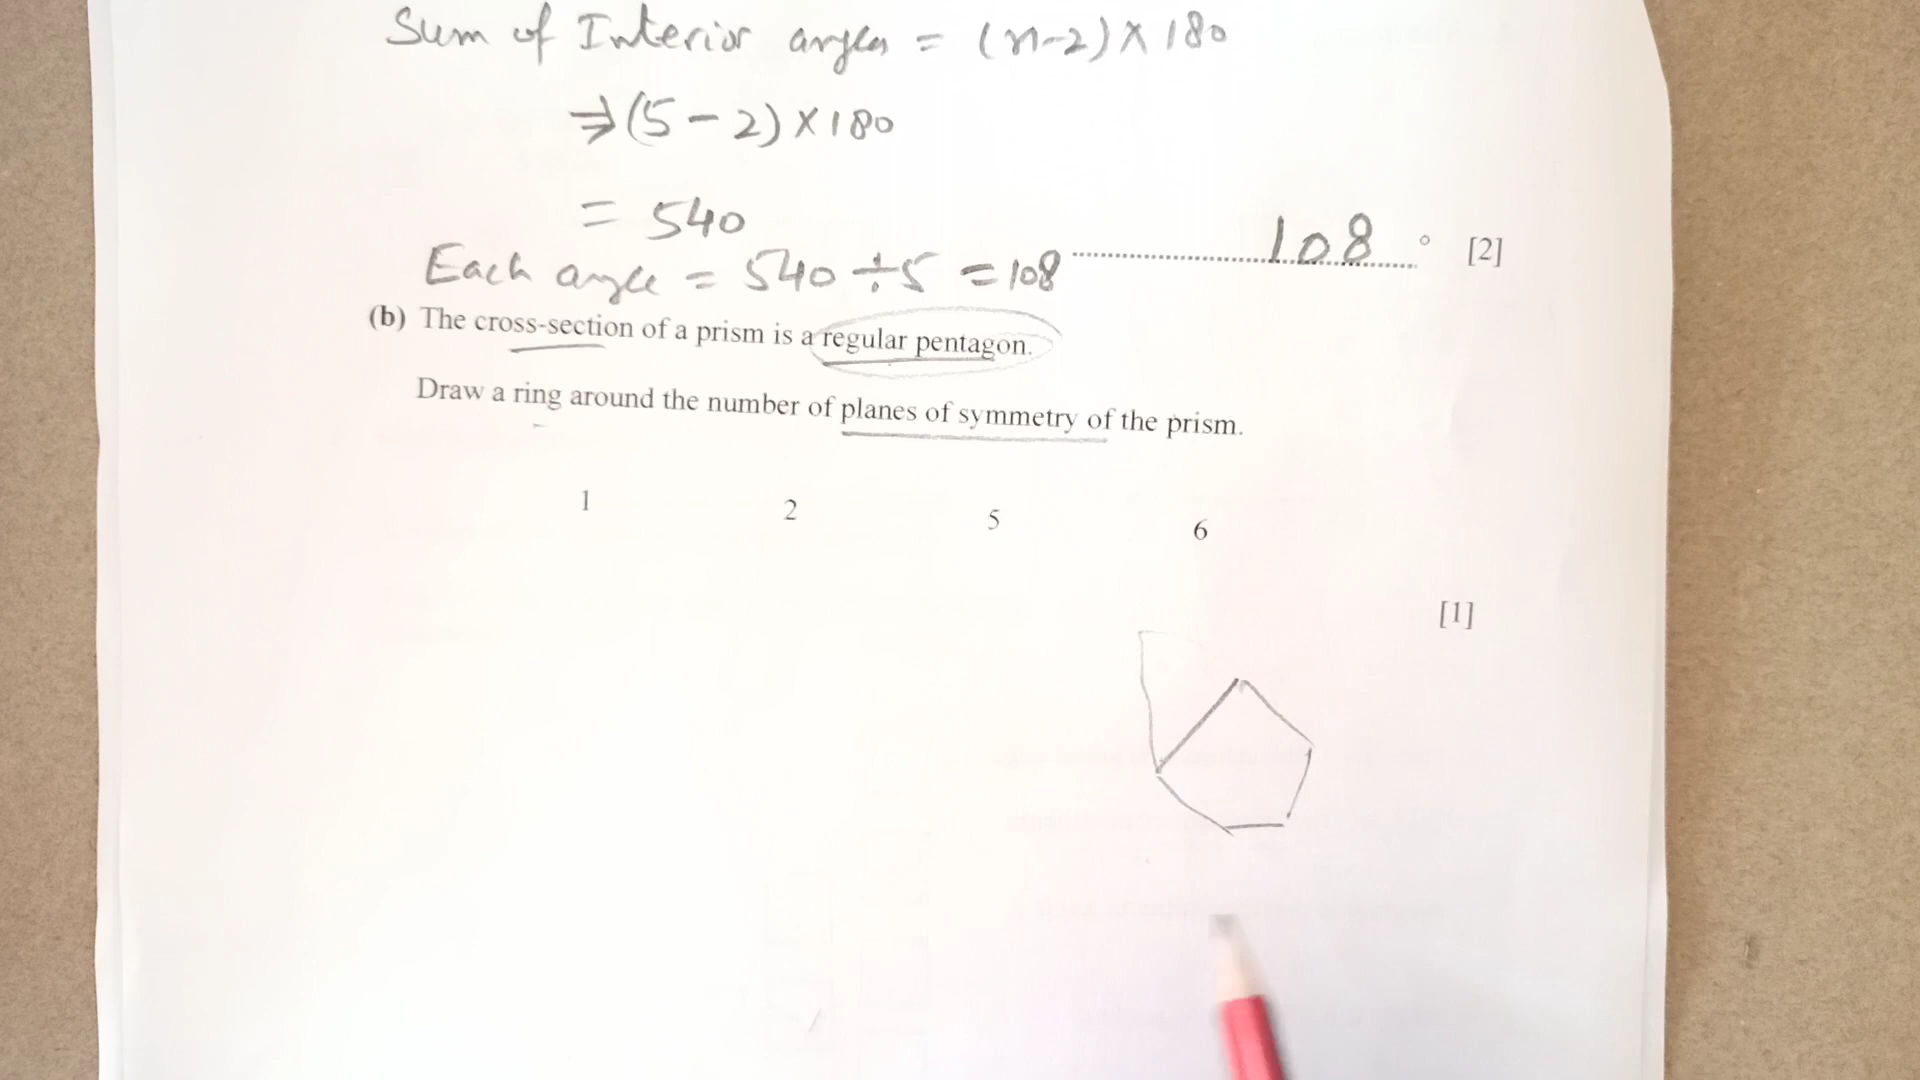 Sum of Interior angles = (n-2) × 180
⇒ (5 - 2) × 180
= 540
Each angle = 540 ÷ 5 = 108
108 ° [2]
(b) The cross-section of a prism is a regular pentagon.
Draw a ring around the number of planes of symmetry of the prism.
1 2 5 6
[1]